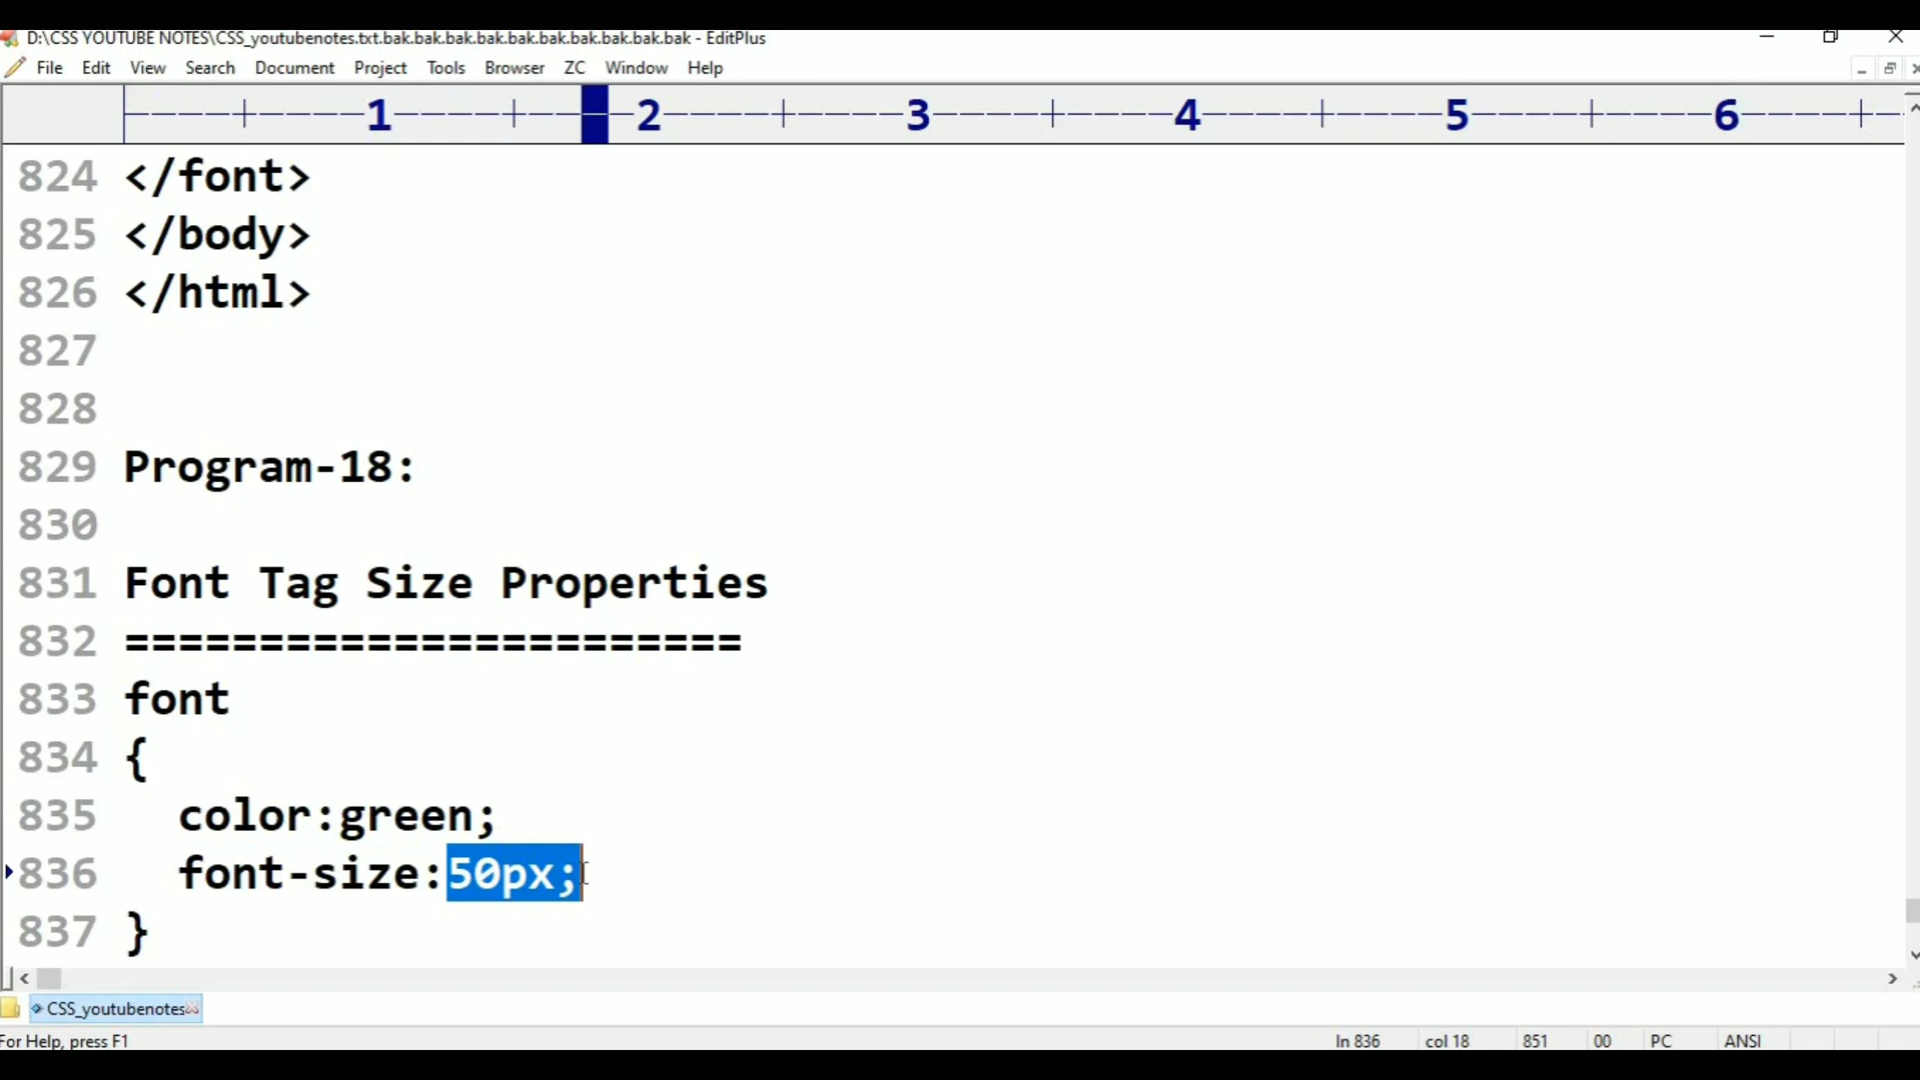 D:\CSS YOUTUBE NOTES\CSS_youtubenotes.txt.bak.bak.bak.bak.bak.bak.bak.bak.bak.bak - EditPlus
File Edit View Search Document Project Tools Browser ZC Window Help
1 2 3 4 5 6
824 </font>
825 </body>
826 </html>
827
828
829 Program-18:
830
831 Font Tag Size Properties
832 =======================
833 font
834 {
835 color:green;
836 font-size:50px;
837 }
CSS_youtubenotes
For Help, press F1 ln 836 col 18 851 00 PC ANSI